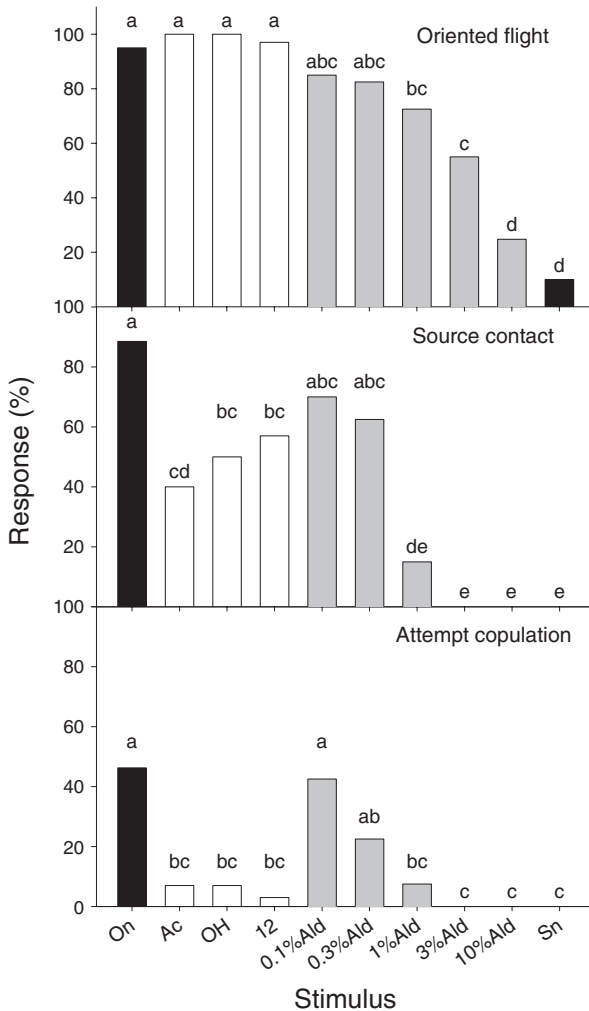 Response (%)
Oriented flight
100
80
60
40
20
a a a a abc abc bc c d d
Source contact
100
80
60
40
20
a cd bc bc abc abc de e e e
Attempt copulation
100
80
60
40
20
0
a bc bc bc a ab bc c c c
On Ac OH 12 0.1%Ald 0.3%Ald 1%Ald 3%Ald 10%Ald Sn
Stimulus